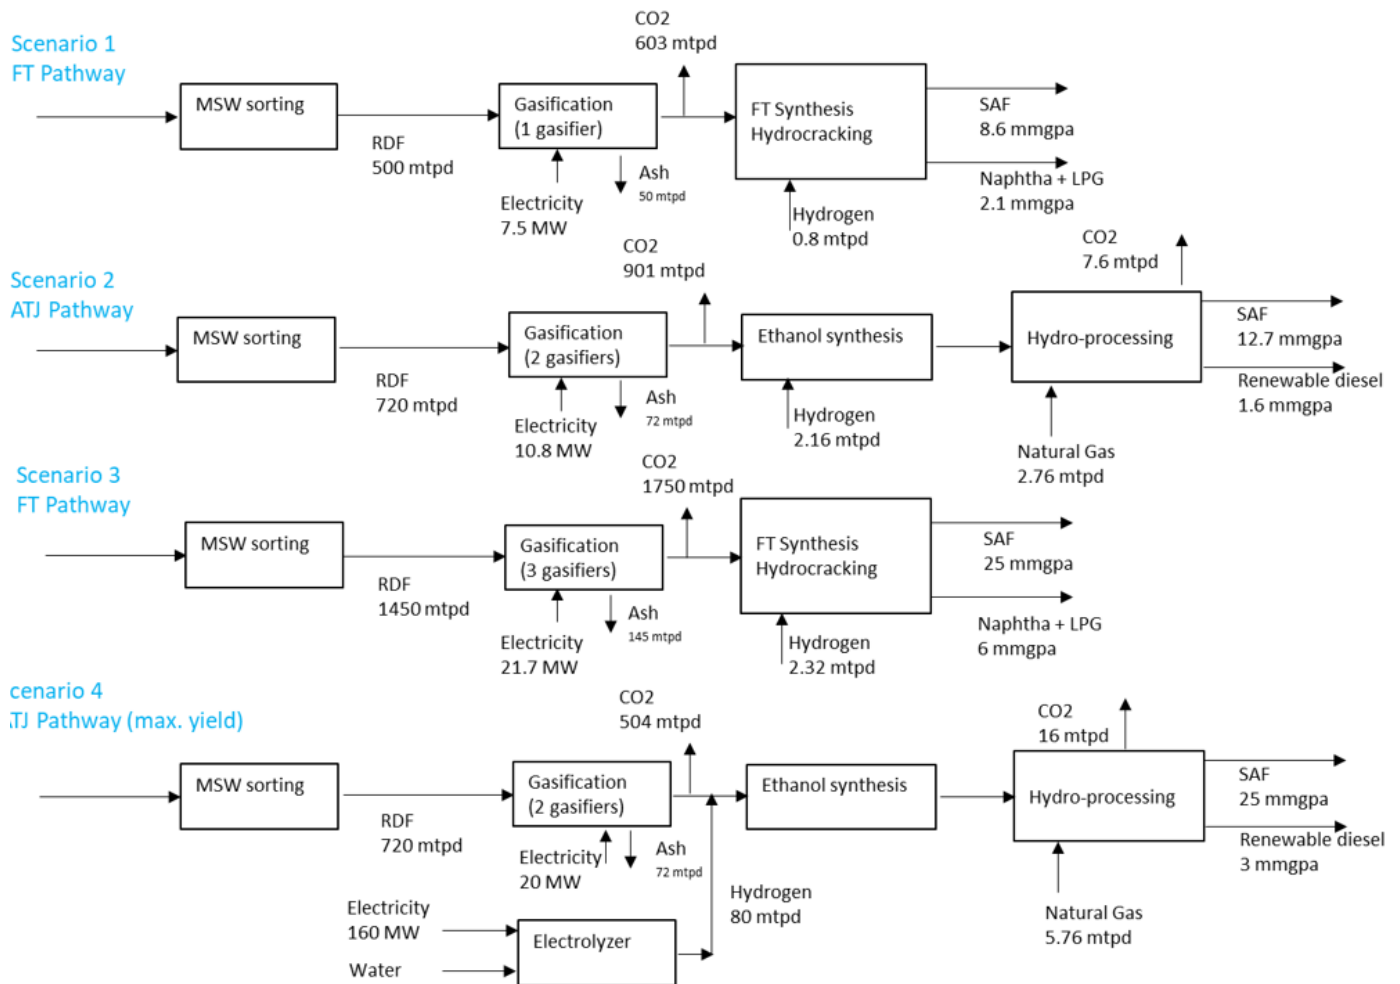 Scenario 1
FT Pathway
CO2
603 mtpd
MSW sorting
RDF
500 mtpd
Gasification
(1 gasifier)
Electricity
7.5 MW
Ash
50 mtpd
FT Synthesis
Hydrocracking
Hydrogen
0.8 mtpd
SAF
8.6 mmgpa
Naphtha + LPG
2.1 mmgpa
Scenario 2
ATJ Pathway
CO2
901 mtpd
MSW sorting
RDF
720 mtpd
Gasification
(2 gasifiers)
Electricity
10.8 MW
Ash
72 mtpd
Ethanol synthesis
Hydrogen
2.16 mtpd
CO2
7.6 mtpd
Hydro-processing
Natural Gas
2.76 mtpd
SAF
12.7 mmgpa
Renewable diesel
1.6 mmgpa
Scenario 3
FT Pathway
CO2
1750 mtpd
MSW sorting
RDF
1450 mtpd
Gasification
(3 gasifiers)
Electricity
21.7 MW
Ash
145 mtpd
FT Synthesis
Hydrocracking
Hydrogen
2.32 mtpd
SAF
25 mmgpa
Naphtha + LPG
6 mmgpa
cenario 4
TJ Pathway (max. yield)
CO2
504 mtpd
MSW sorting
RDF
720 mtpd
Gasification
(2 gasifiers)
Electricity
20 MW
Ash
72 mtpd
Electricity
160 MW
Water
Electrolyzer
Hydrogen
80 mtpd
Ethanol synthesis
CO2
16 mtpd
Hydro-processing
Natural Gas
5.76 mtpd
SAF
25 mmgpa
Renewable diesel
3 mmgpa